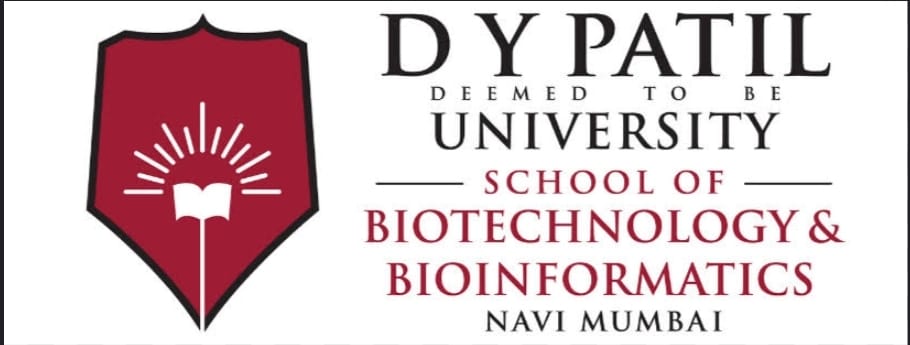 D Y PATIL
DEEMED TO BE
UNIVERSITY
SCHOOL OF
BIOTECHNOLOGY &
BIOINFORMATICS
NAVI MUMBAI